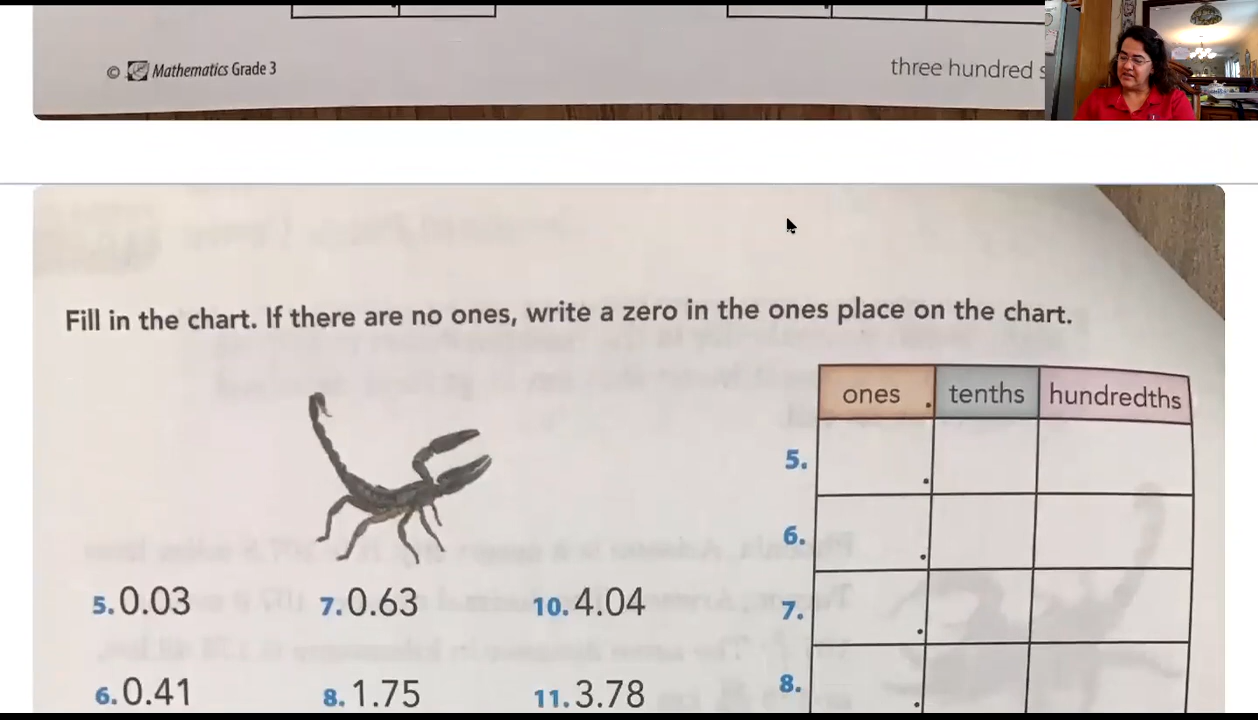 © Mathematics Grade 3
three hundred
Fill in the chart. If there are no ones, write a zero in the ones place on the chart.
ones . tenths hundredths
5. .
6. .
7. .
8. .
5. 0.03 7. 0.63 10. 4.04
6. 0.41 8. 1.75 11. 3.78